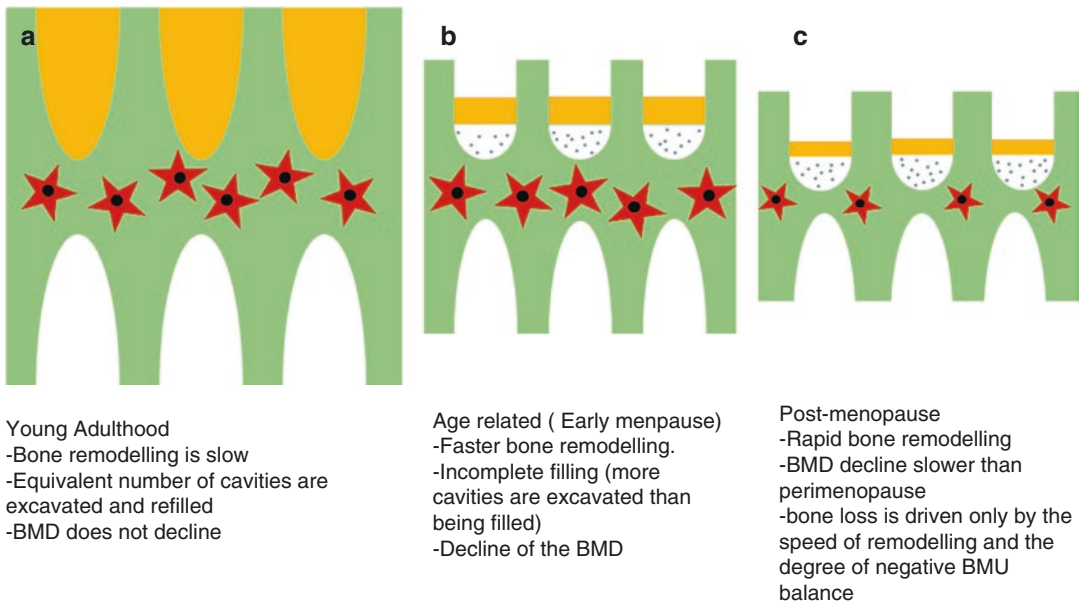 a
b
c
Young Adulthood
-Bone remodelling is slow
-Equivalent number of cavities are
excavated and refilled
-BMD does not decline
Age related ( Early menpause)
-Faster bone remodelling.
-Incomplete filling (more
cavities are excavated than
being filled)
-Decline of the BMD
Post-menopause
-Rapid bone remodelling
-BMD decline slower than
perimenopause
-bone loss is driven only by the
speed of remodelling and the
degree of negative BMU
balance